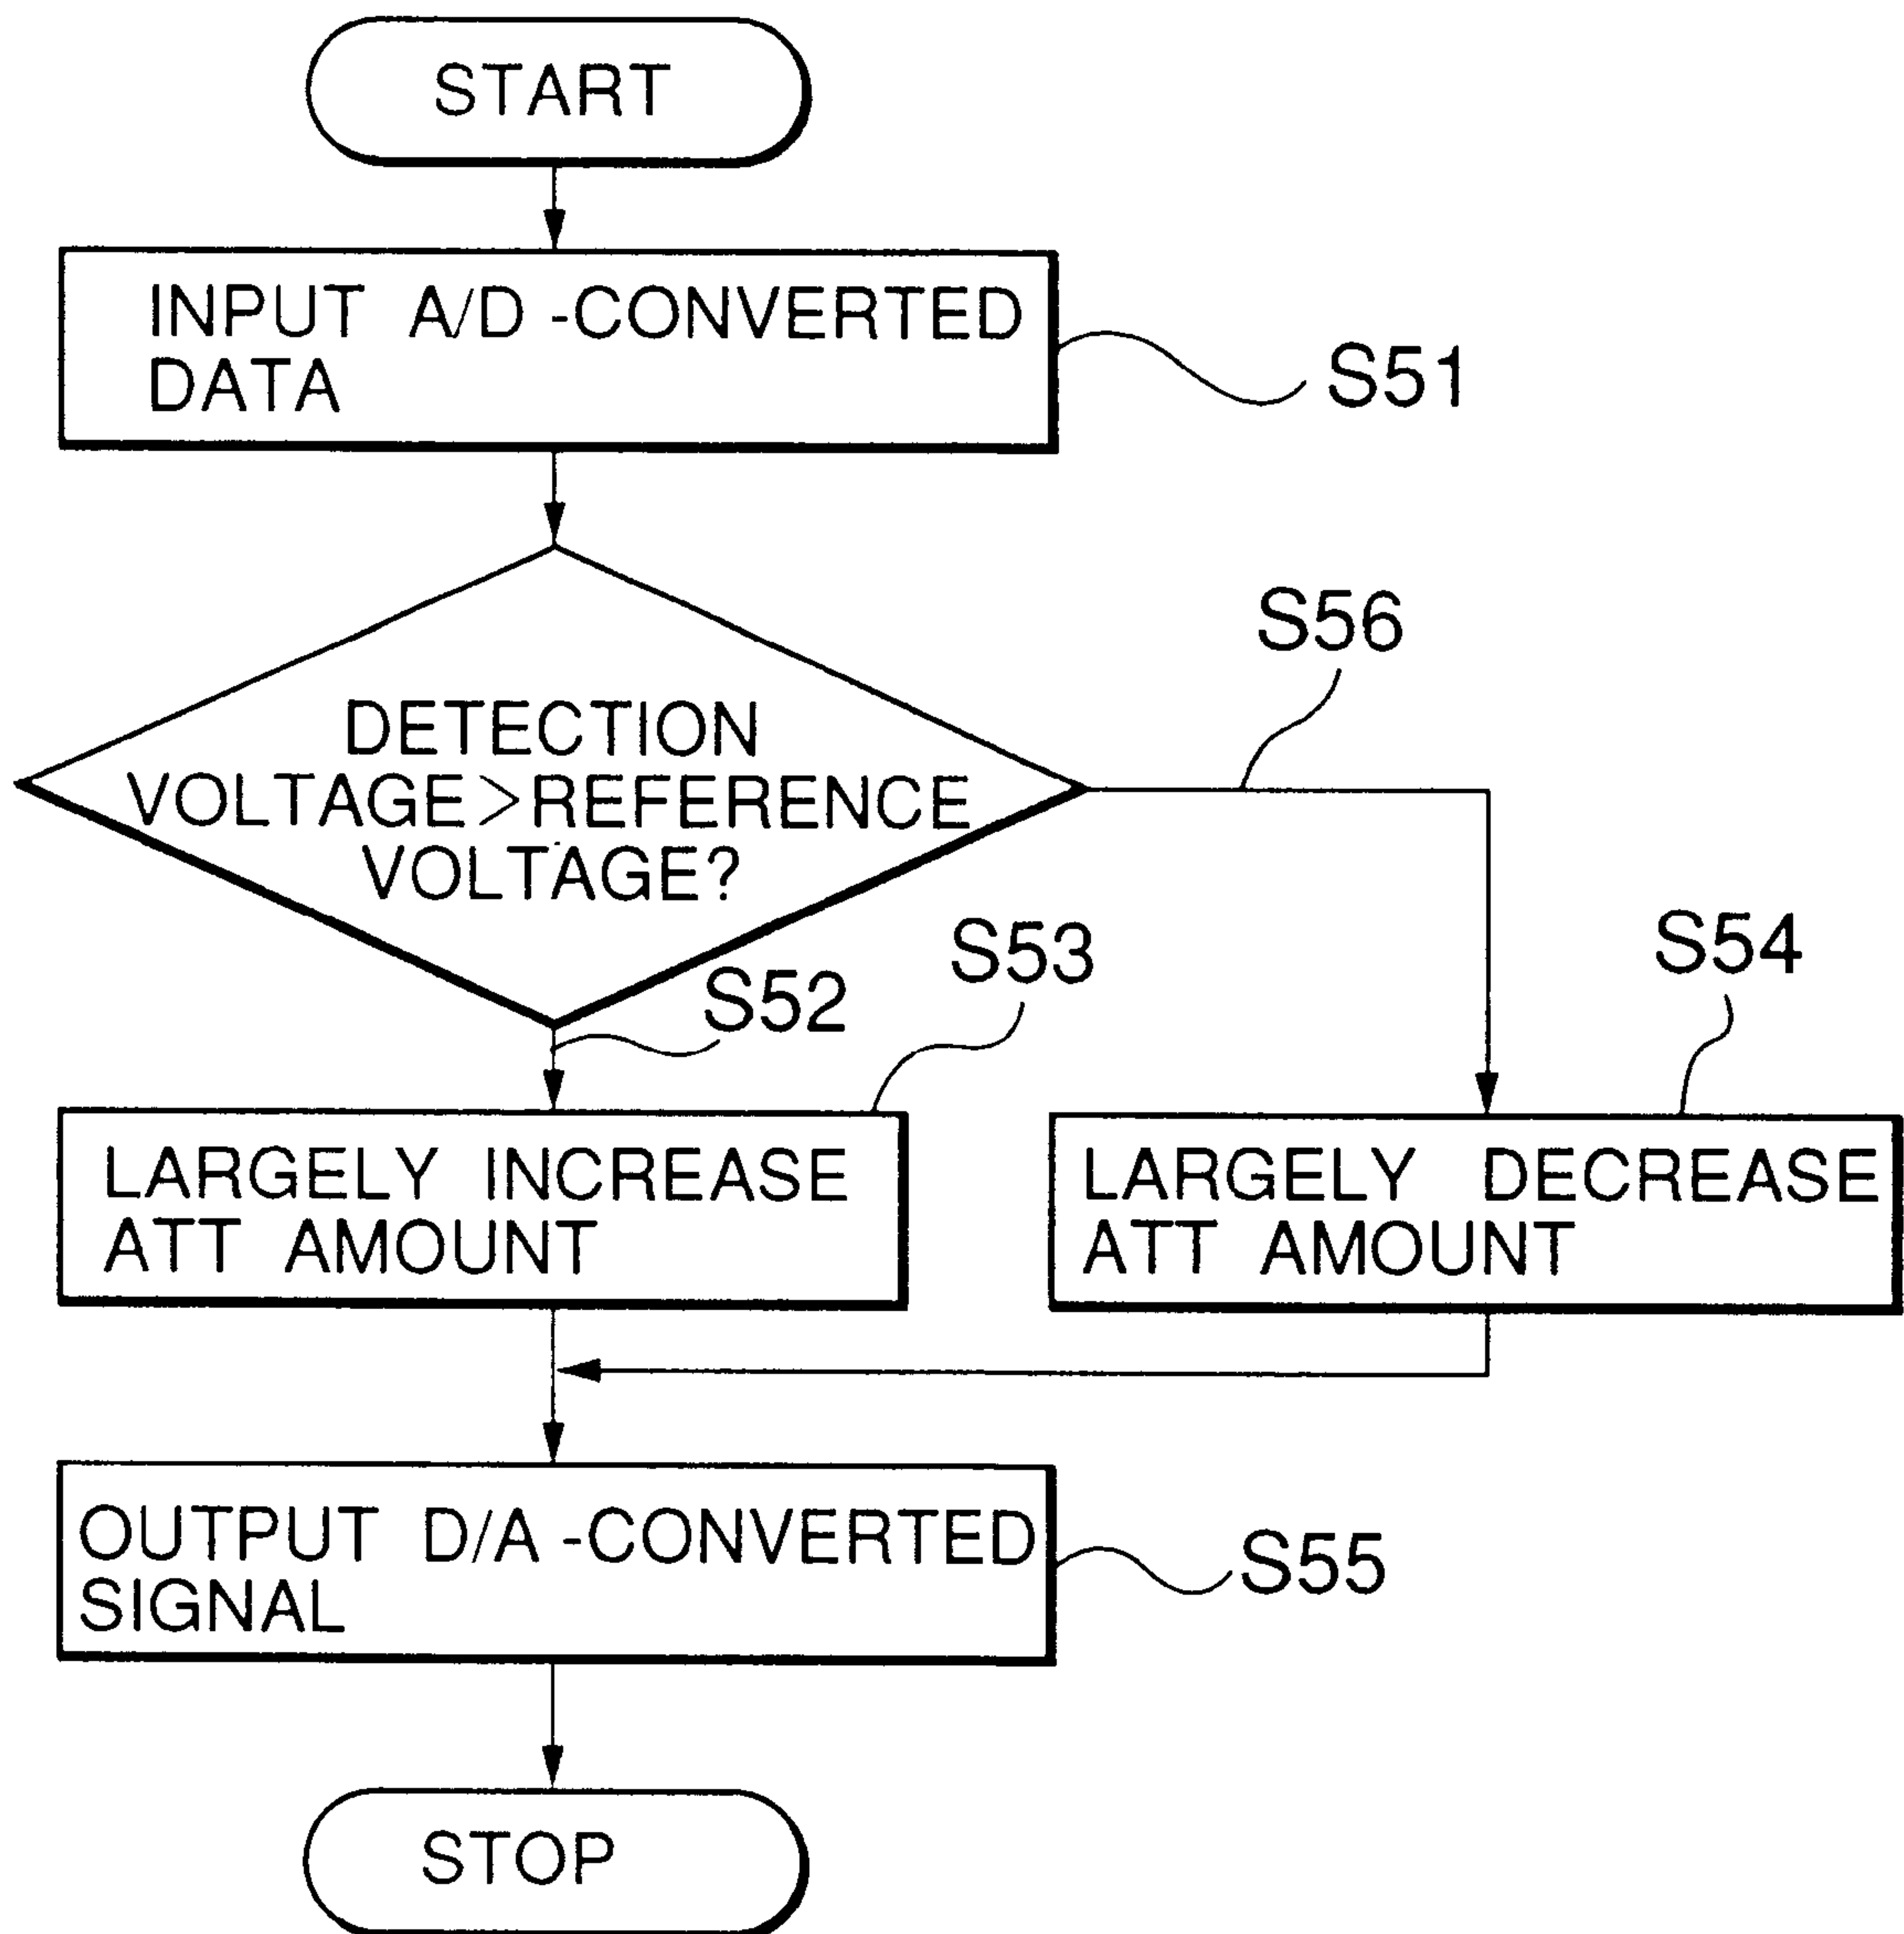 START
INPUT A/D -CONVERTED
DATA
S51
S56
DETECTION
VOLTAGE>REFERENCE
VOLTAGE?
S52
S53
S54
LARGELY INCREASE
ATT AMOUNT
LARGELY DECREASE
ATT AMOUNT
OUTPUT D/A -CONVERTED
SIGNAL
S55
STOP